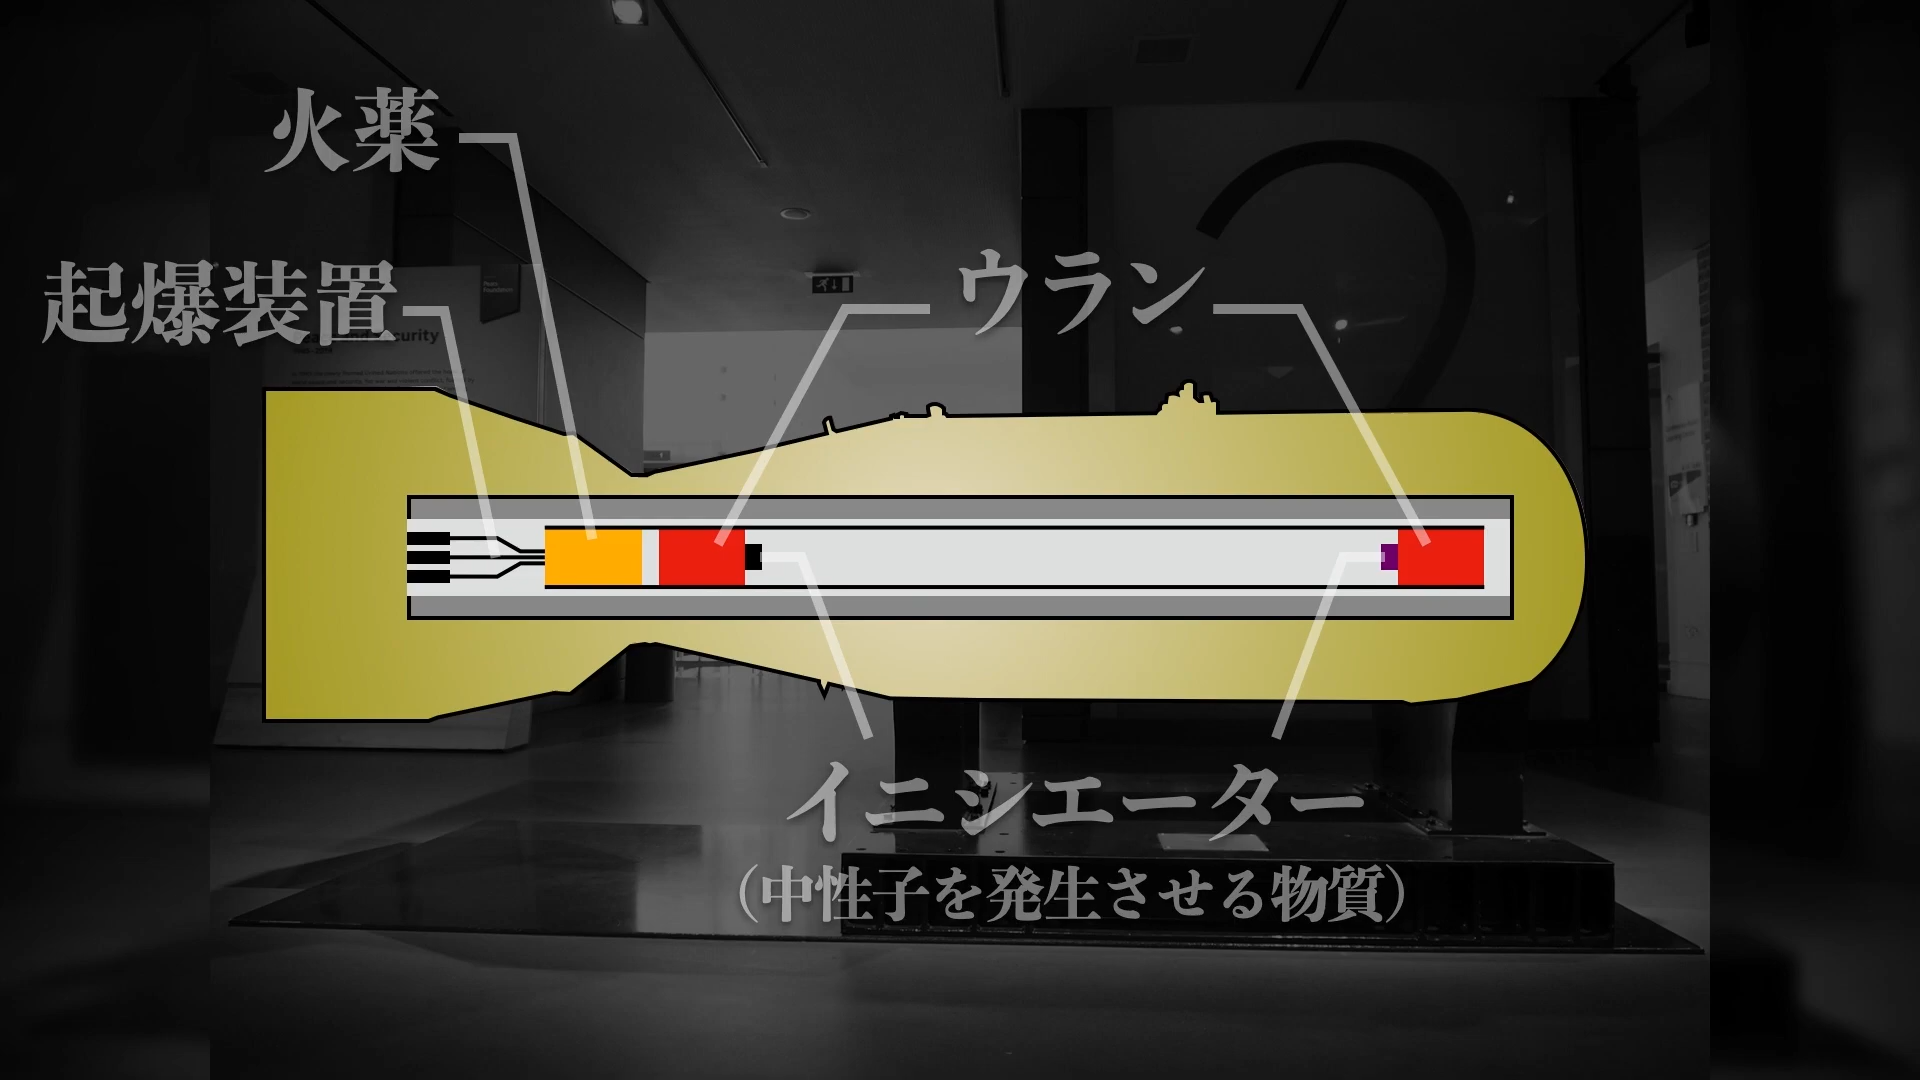 火薬
起爆装置
ウラン
イニシエーター
（中性子を発生させる物質）